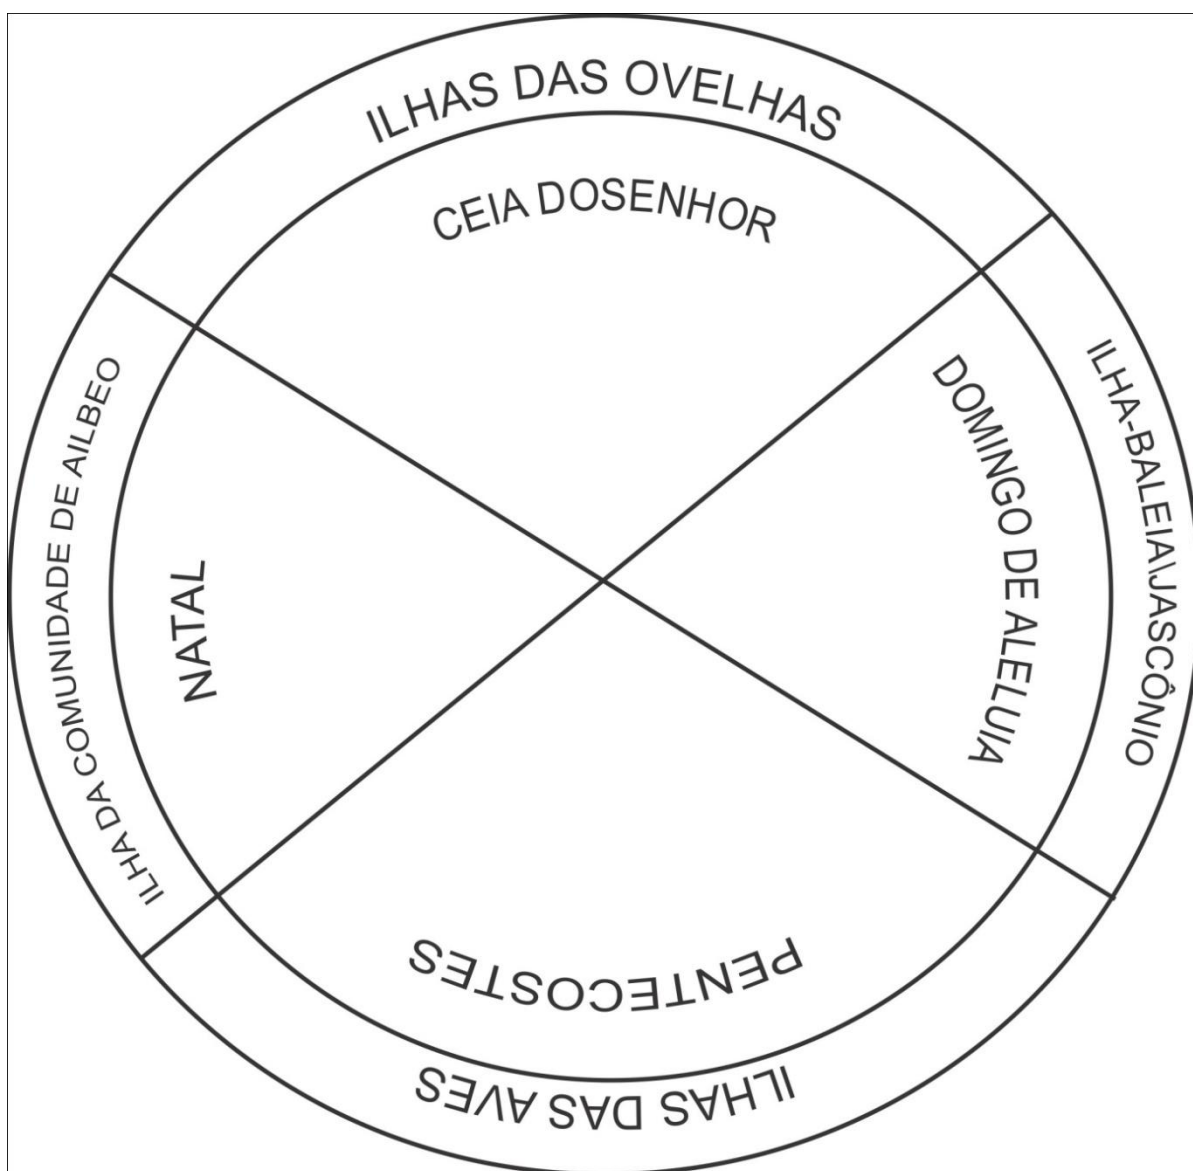 ILHAS DAS OVELHAS
CEIA DOSENHOR
ILHA-BALEIA\JASCÔNIO
DOMINGO DE ALELUIA
ILHAS DAS AVES
PENTECOSTES
ILHA DA COMUNIDADE DE AILBEO
NATAL